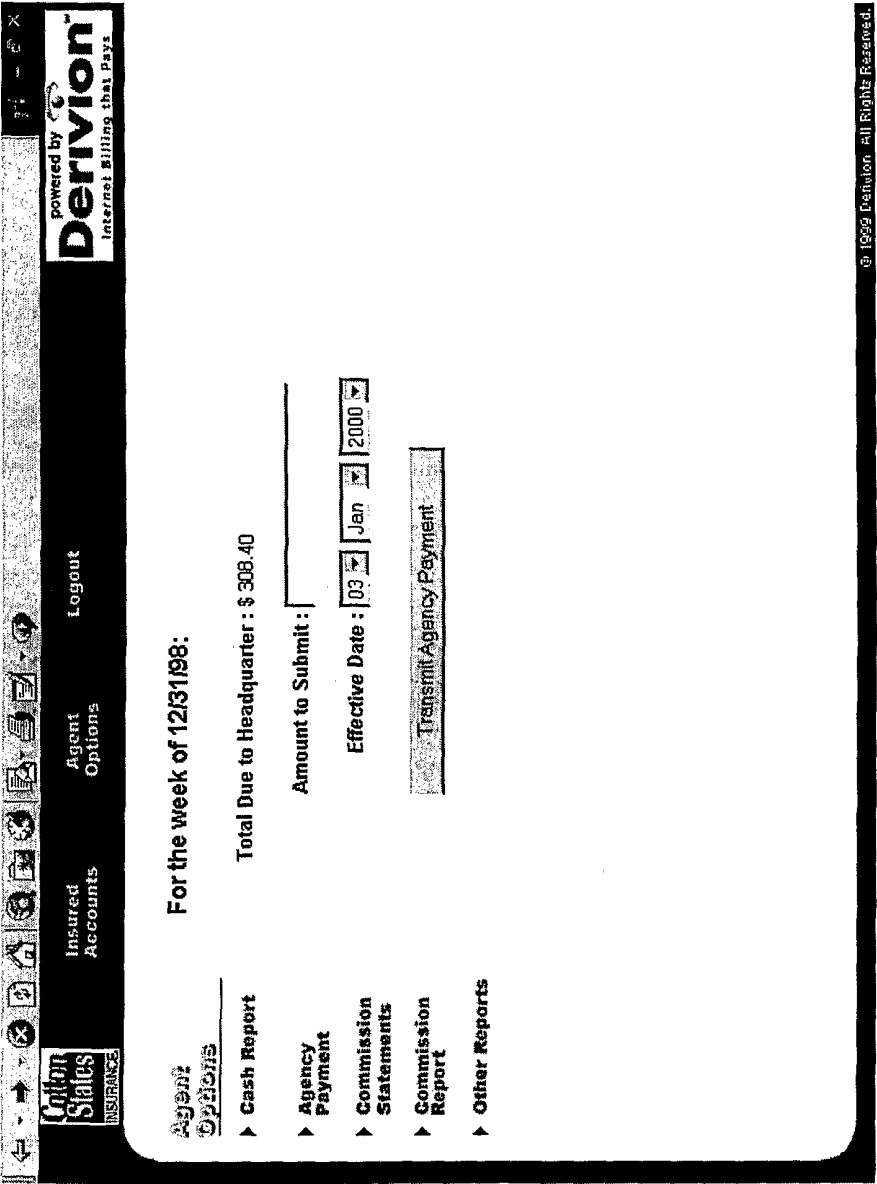 Cotton
States
INSURANCE
Insured
Accounts
Agent
Options
Logout
powered by
Derivion
Internet Billing that Pays
Agent
Options
Cash Report
Agency
Payment
Commission
Statements
Commission
Report
Other Reports
For the week of 12/31/98:
Total Due to Headquarter : $ 308.40
Amount to Submit :
Effective Date : 03 Jan 2000
Transmit Agency Payment
© 1999 Derivion All Rights Reserved.